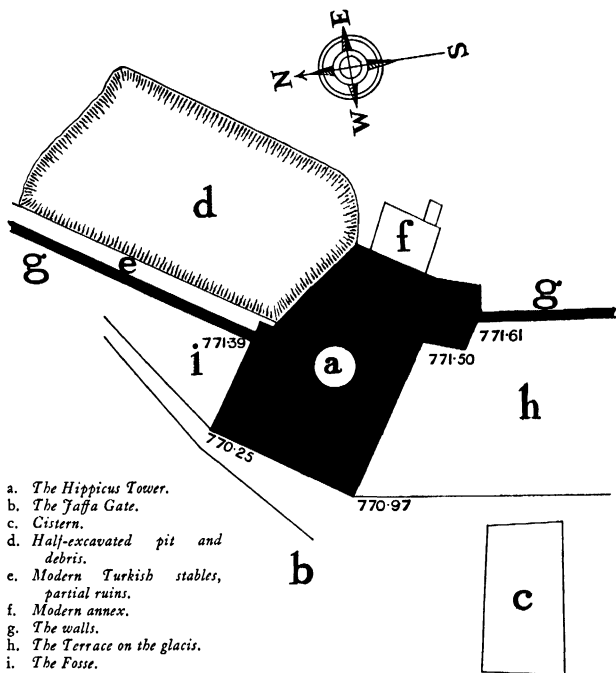 E
S
N
W
d
f
g
e
g
771·39
771·61
i
a
771·50
h
770·25
770·97
b
c
a. The Hippicus Tower.
b. The Jaffa Gate.
c. Cistern.
d. Half-excavated pit and
debris.
e. Modern Turkish stables,
partial ruins.
f. Modern annex.
g. The walls.
h. The Terrace on the glacis.
i. The Fosse.